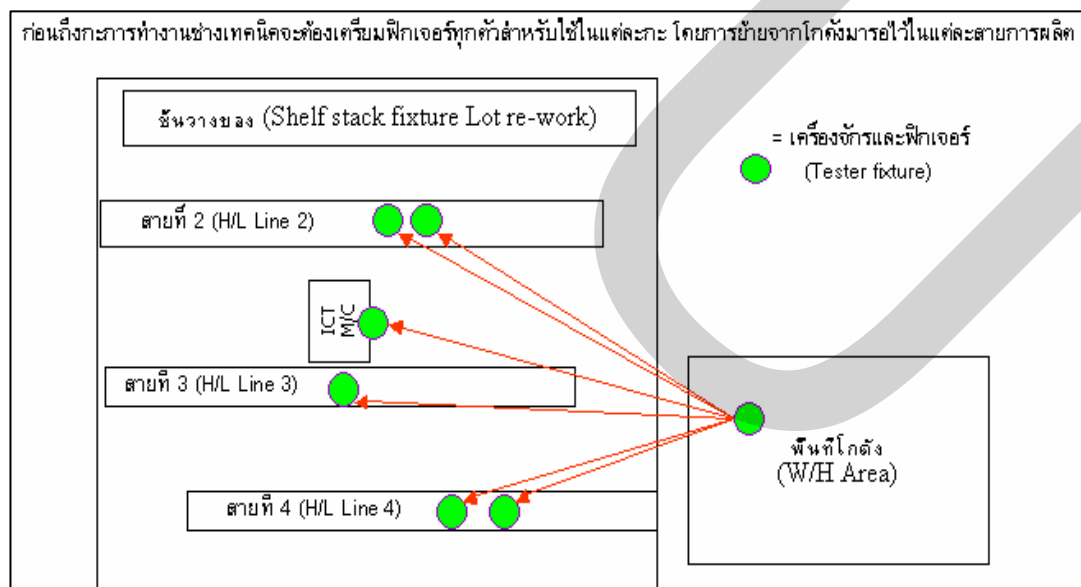 ก่อนถึงกะการทำงานช่างเทคนิคจะต้องเตรียมฟิกเจอร์ทุกตัวสำหรับใช้ในแต่ละกะ โดยการย้ายจากโกดังมารอไว้ในแต่ละสายการผลิต
ชั้นวางของ (Shelf stack fixture Lot re-work)
= เครื่องจักรและฟิกเจอร์
(Tester fixture)
สายที่ 2 (H/L Line 2)
ICT
M/C
สายที่ 3 (H/L Line 3)
พื้นที่โกดัง
(W/H Area)
สายที่ 4 (H/L Line 4)